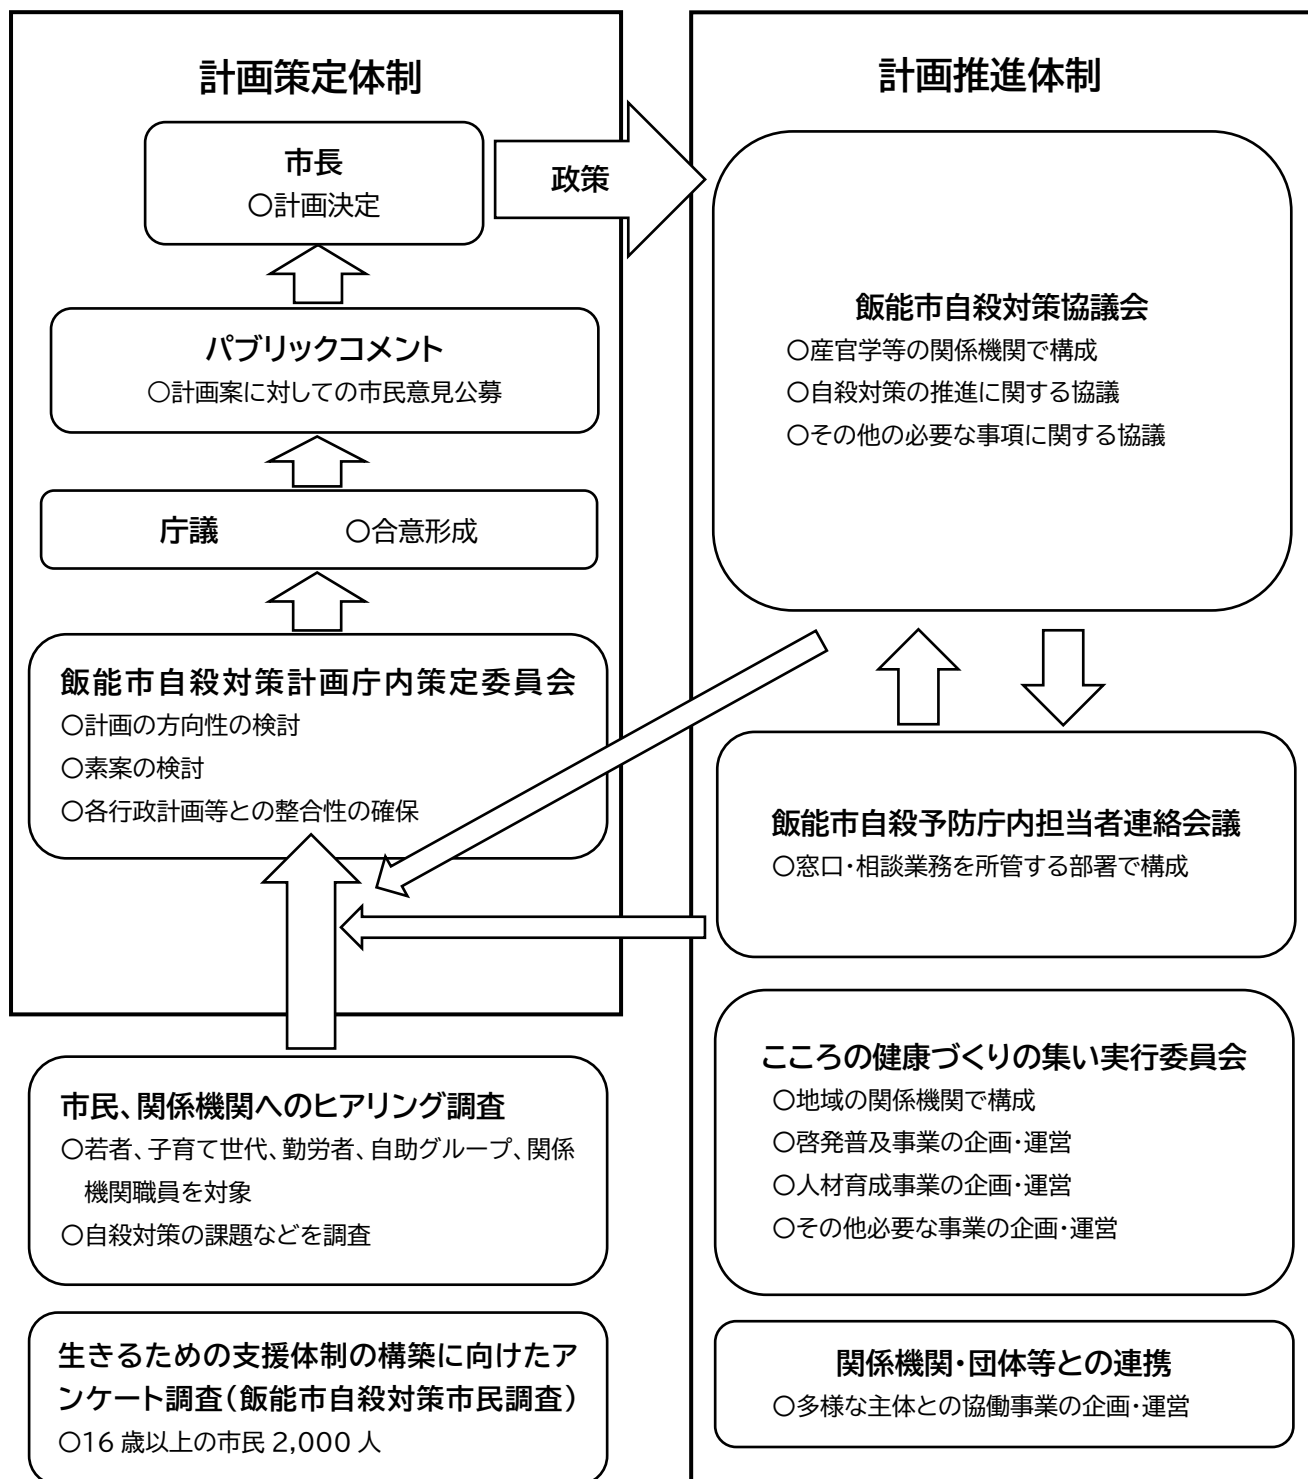 計画策定体制
市長
○計画決定
政策
パブリックコメント
○計画案に対しての市民意見公募
庁議 ○合意形成
飯能市自殺対策計画庁内策定委員会
○計画の方向性の検討
○素案の検討
○各行政計画等との整合性の確保
市民、関係機関へのヒアリング調査
○若者、子育て世代、勤労者、自助グループ、関係
機関職員を対象
○自殺対策の課題などを調査
生きるための支援体制の構築に向けたア
ンケート調査(飯能市自殺対策市民調査)
○16 歳以上の市民 2,000 人
計画推進体制
飯能市自殺対策協議会
○産官学等の関係機関で構成
○自殺対策の推進に関する協議
○その他の必要な事項に関する協議
飯能市自殺予防庁内担当者連絡会議
○窓口・相談業務を所管する部署で構成
こころの健康づくりの集い実行委員会
○地域の関係機関で構成
○啓発普及事業の企画・運営
○人材育成事業の企画・運営
○その他必要な事業の企画・運営
関係機関・団体等との連携
○多様な主体との協働事業の企画・運営